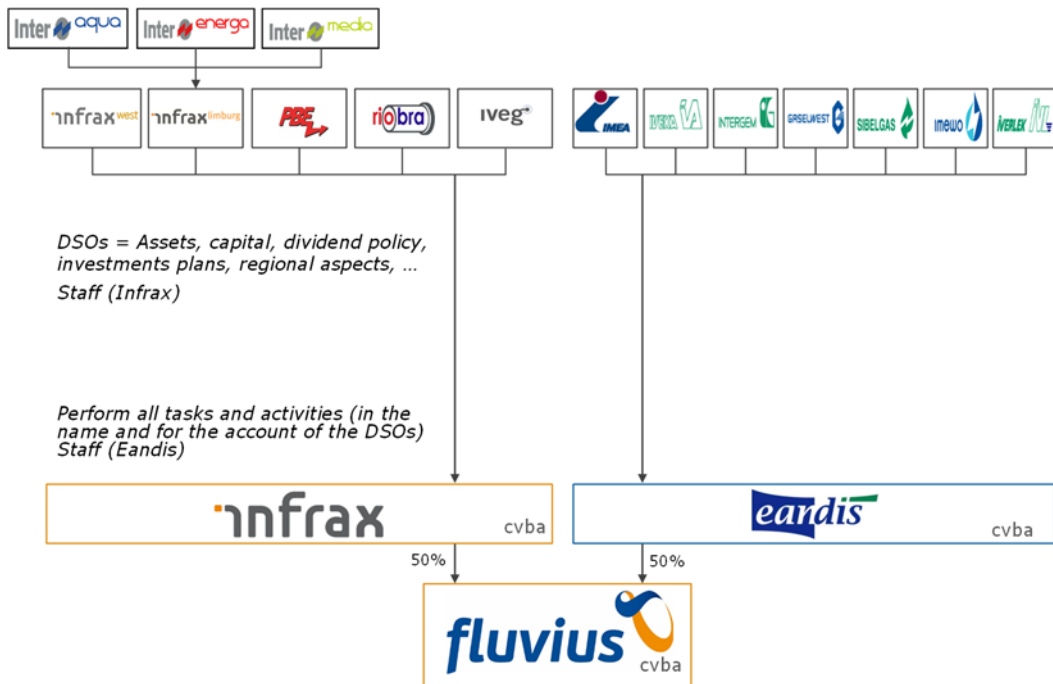 Inter aqua
Inter energa
Inter media
infrax west
infrax limburg
PBE
riobra
iveg
IMEA
IVEKA
INTERGEM
GASELWEST
SIBELGAS
imewo
iVERLEK
DSOs = Assets, capital, dividend policy,
investments plans, regional aspects, ...
Staff (Infrax)
Perform all tasks and activities (in the
name and for the account of the DSOs)
Staff (Eandis)
infrax
cvba
eandis
cvba
50%
50%
fluvius
cvba